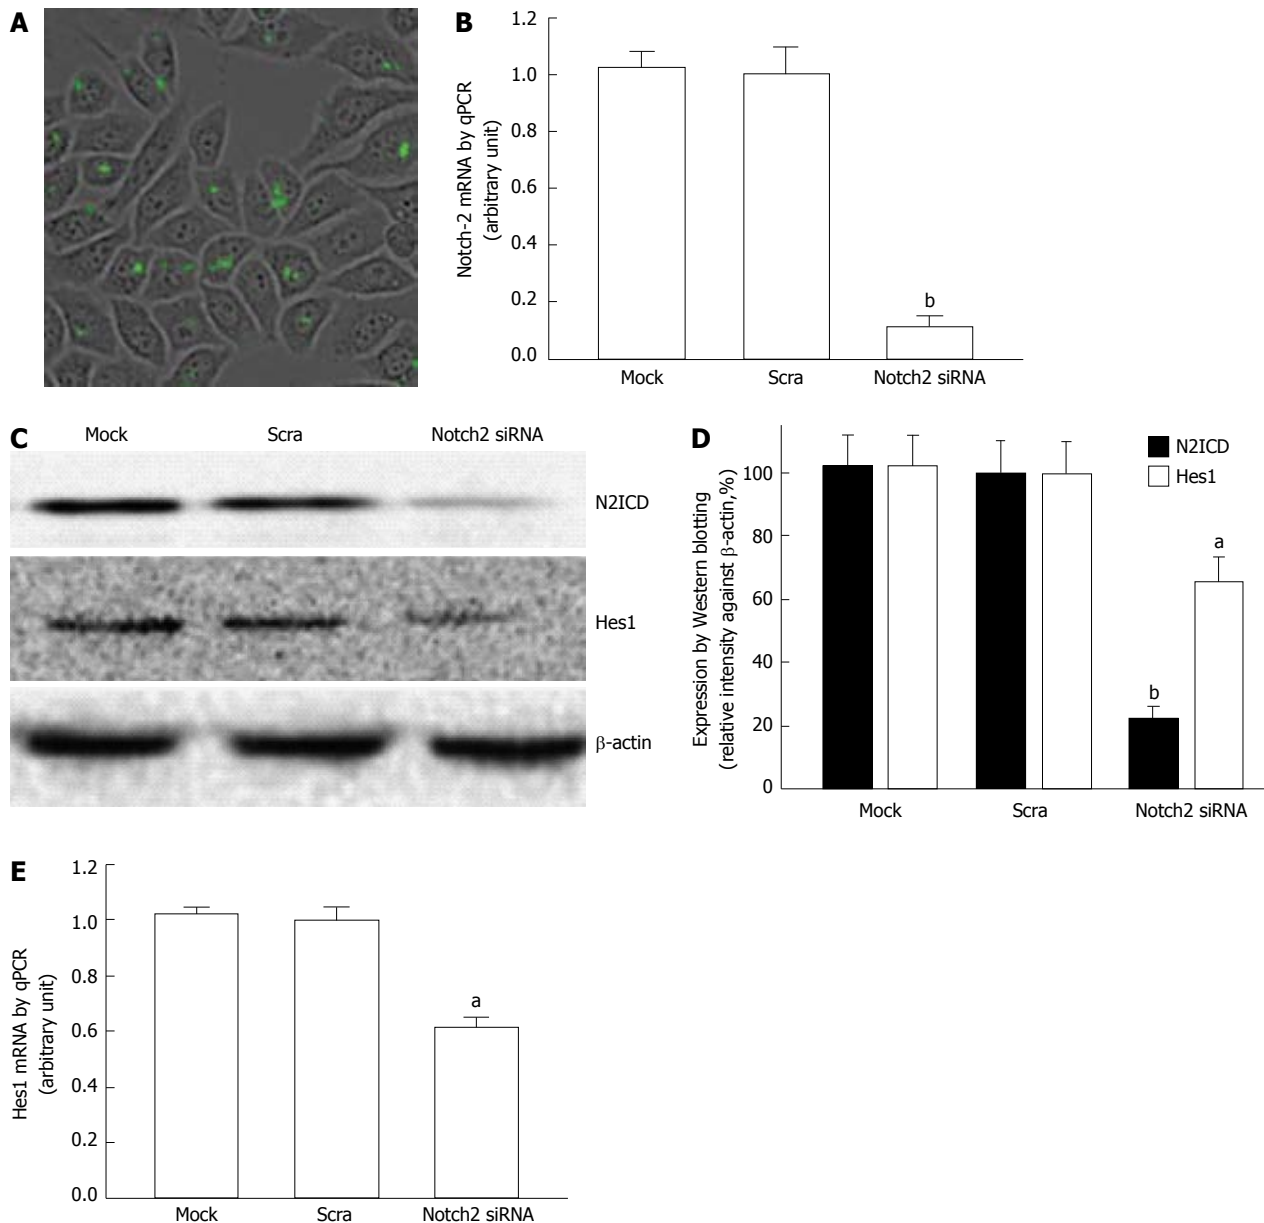 A
B
1.2
1.0
0.8
0.6
0.4
0.2
0.0
Notch-2 mRNA by qPCR
(arbitrary unit)
b
Mock Scra Notch2 siRNA
C
Mock Scra Notch2 siRNA
N2ICD
Hes1
β-actin
D
N2ICD
Hes1
100
80
60
40
20
0
Expression by Western blotting
(relative intensity against β-actin,%)
b
a
Mock Scra Notch2 siRNA
E
1.2
1.0
0.8
0.6
0.4
0.2
0.0
Hes1 mRNA by qPCR
(arbitrary unit)
a
Mock Scra Notch2 siRNA